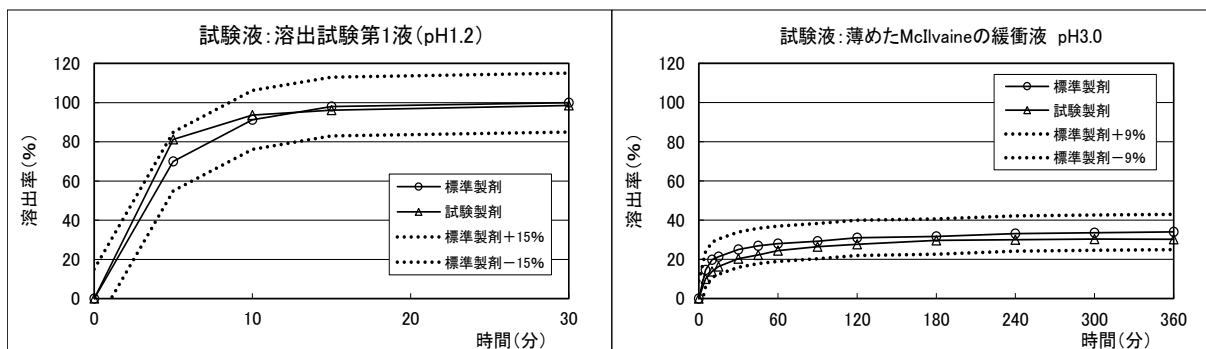 試験液:溶出試験第1液(pH1.2)
溶出率(%)
120
100
80
60
40
20
0
標準製剤
試験製剤
標準製剤+15%
標準製剤-15%
0 10 20 30
時間(分)
試験液:薄めたMcIlvaineの緩衝液 pH3.0
溶出率(%)
120
100
80
60
40
20
0
標準製剤
試験製剤
標準製剤+9%
標準製剤-9%
0 60 120 180 240 300 360
時間(分)